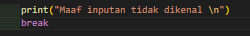 print("Maaf inputan tidak dikenal \n")
break